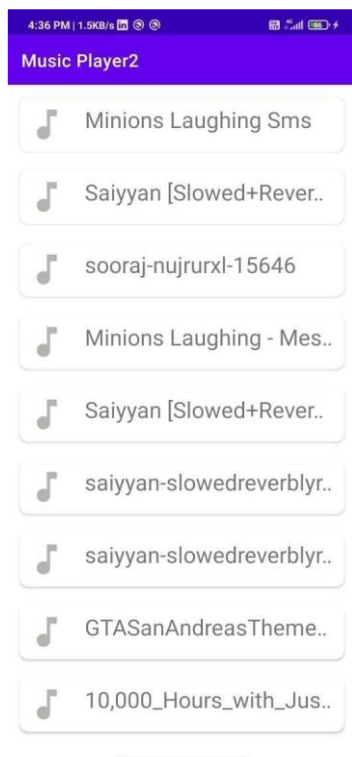 4:36 PM | 1.5KB/s
Music Player2
Minions Laughing Sms
Saiyyan [Slowed+Rever..
sooraj-nujrurxl-15646
Minions Laughing - Mes..
Saiyyan [Slowed+Rever..
saiyyan-slowedreverblyr..
saiyyan-slowedreverblyr..
GTASanAndreasTheme..
10,000_Hours_with_Jus..